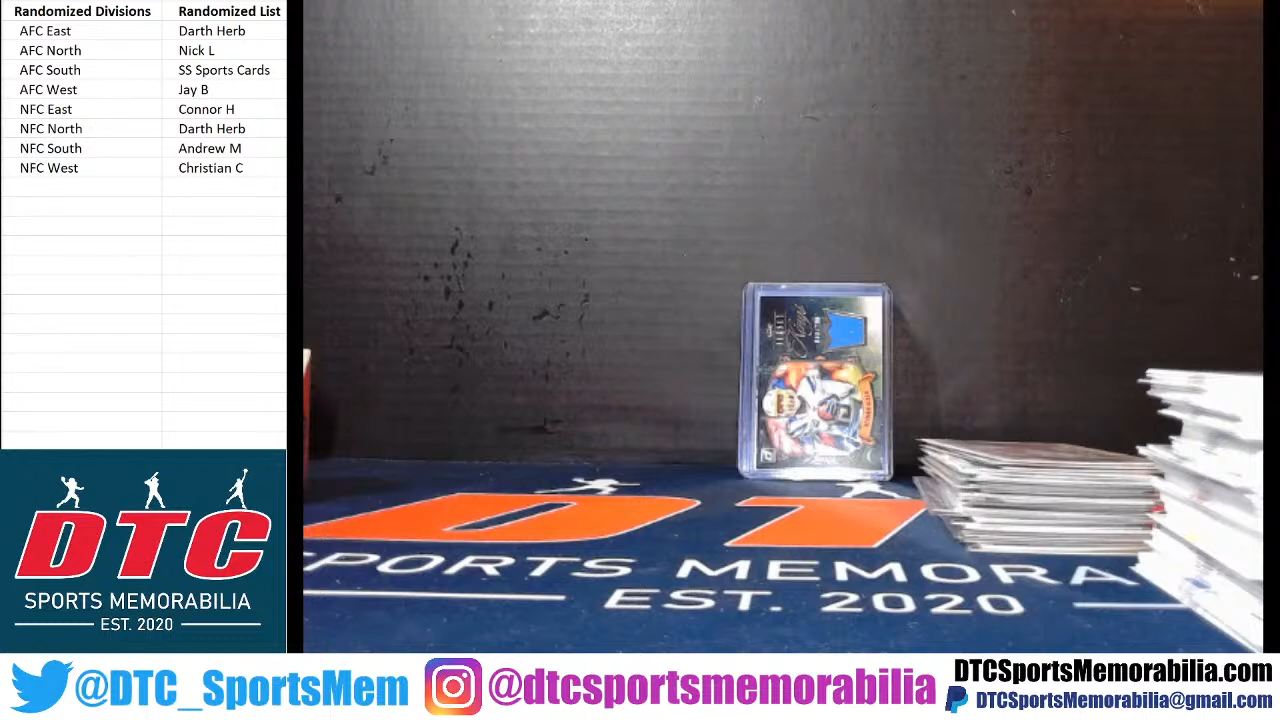 Randomized Divisions Randomized List
AFC East Darth Herb
AFC North Nick L
AFC South SS Sports Cards
AFC West Jay B
NFC East Connor H
NFC North Darth Herb
NFC South Andrew M
NFC West Christian C
DTC
SPORTS MEMORABILIA
EST. 2020
SPORTS MEMORA
EST. 2020
@DTC_SportsMem
@dtcsportsmemorabilia
DTCSportsMemorabilia.com
DTCSportsMemorabilia@gmail.com